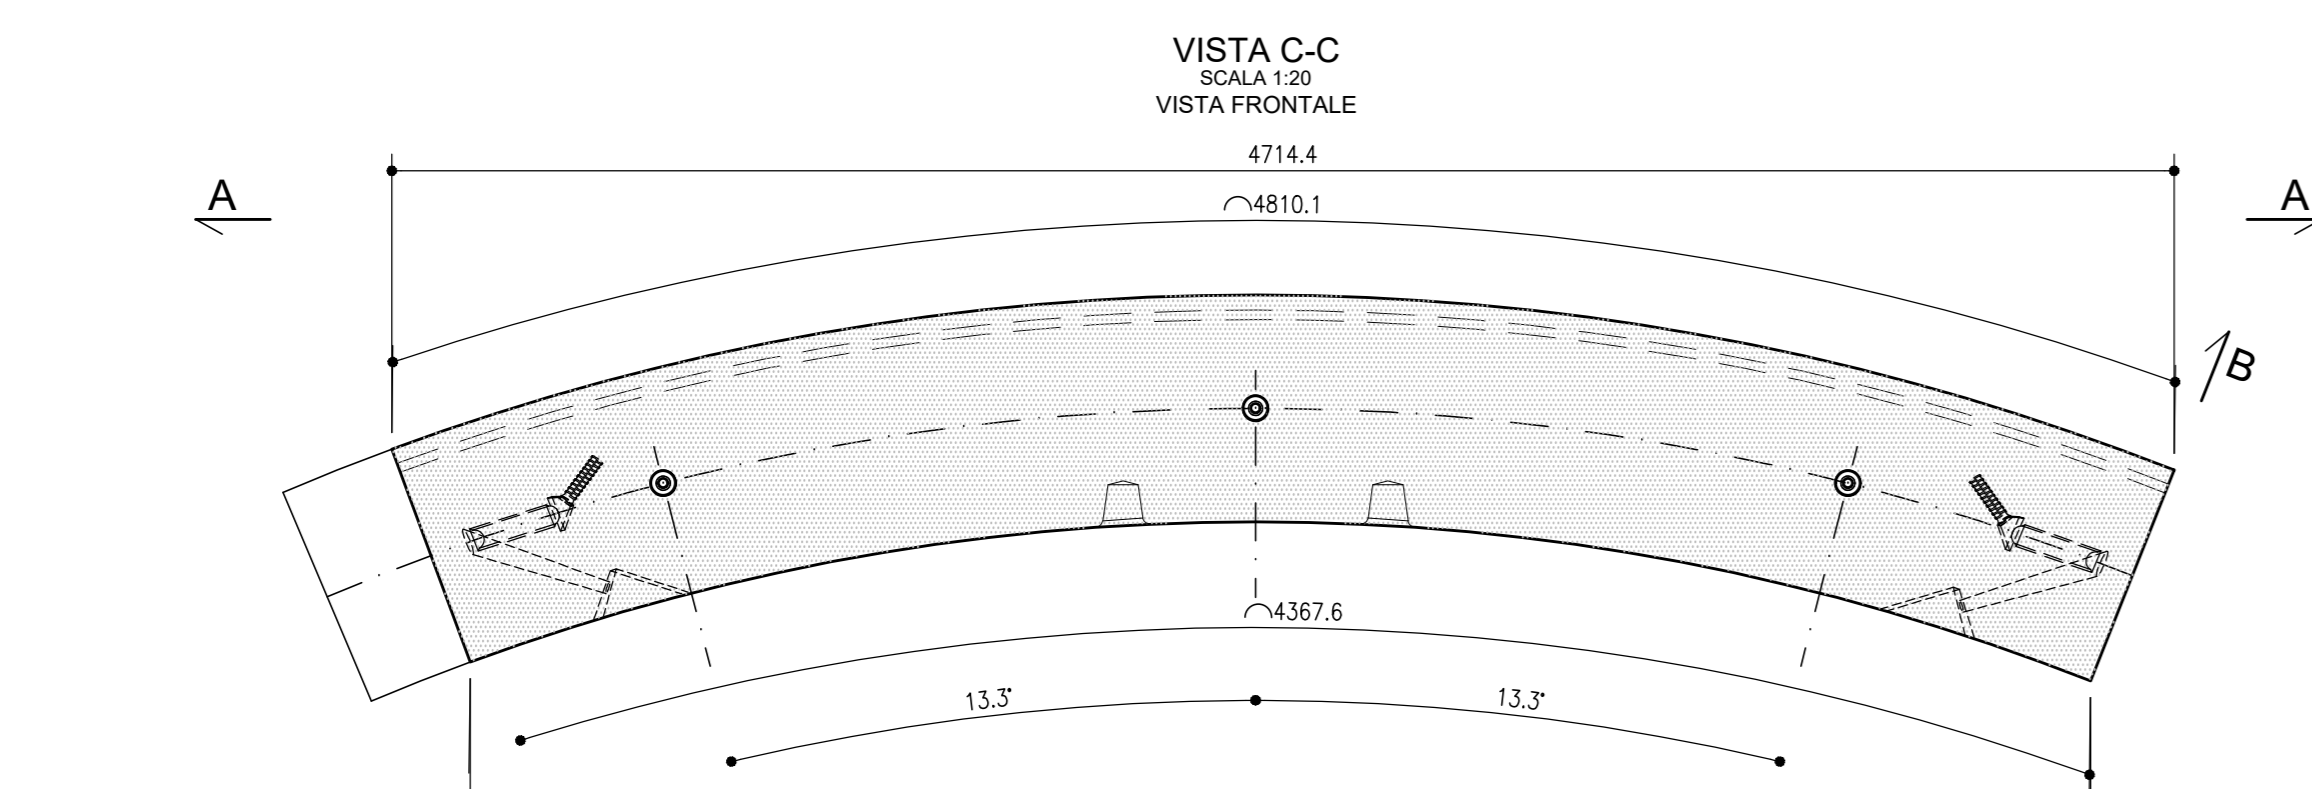 VISTA C-C
SCALA 1:20
VISTA FRONTALE
4714.4
A
A
⌒4810.1
B
⌒4367.6
13.3°
13.3°